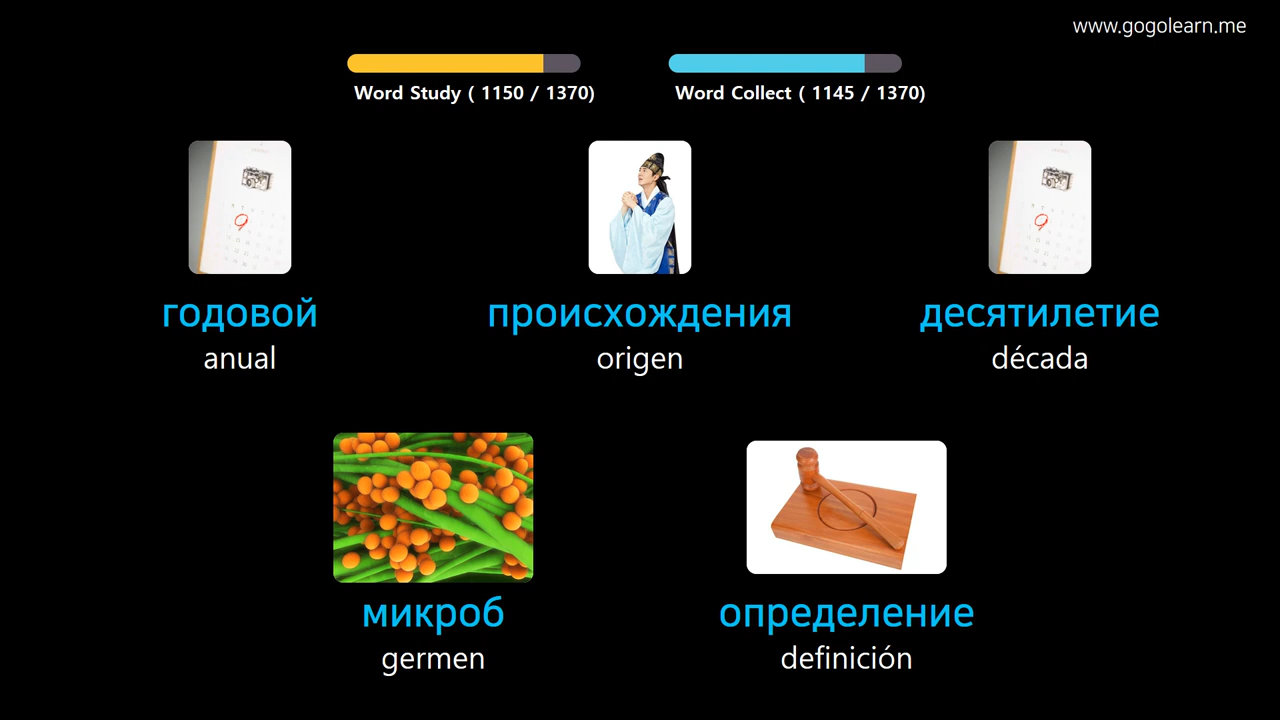 www.gogolearn.me
Word Study ( 1150 / 1370)
Word Collect ( 1145 / 1370)
годовой
anual
происхождения
origen
десятилетие
década
микроб
germen
определение
definición